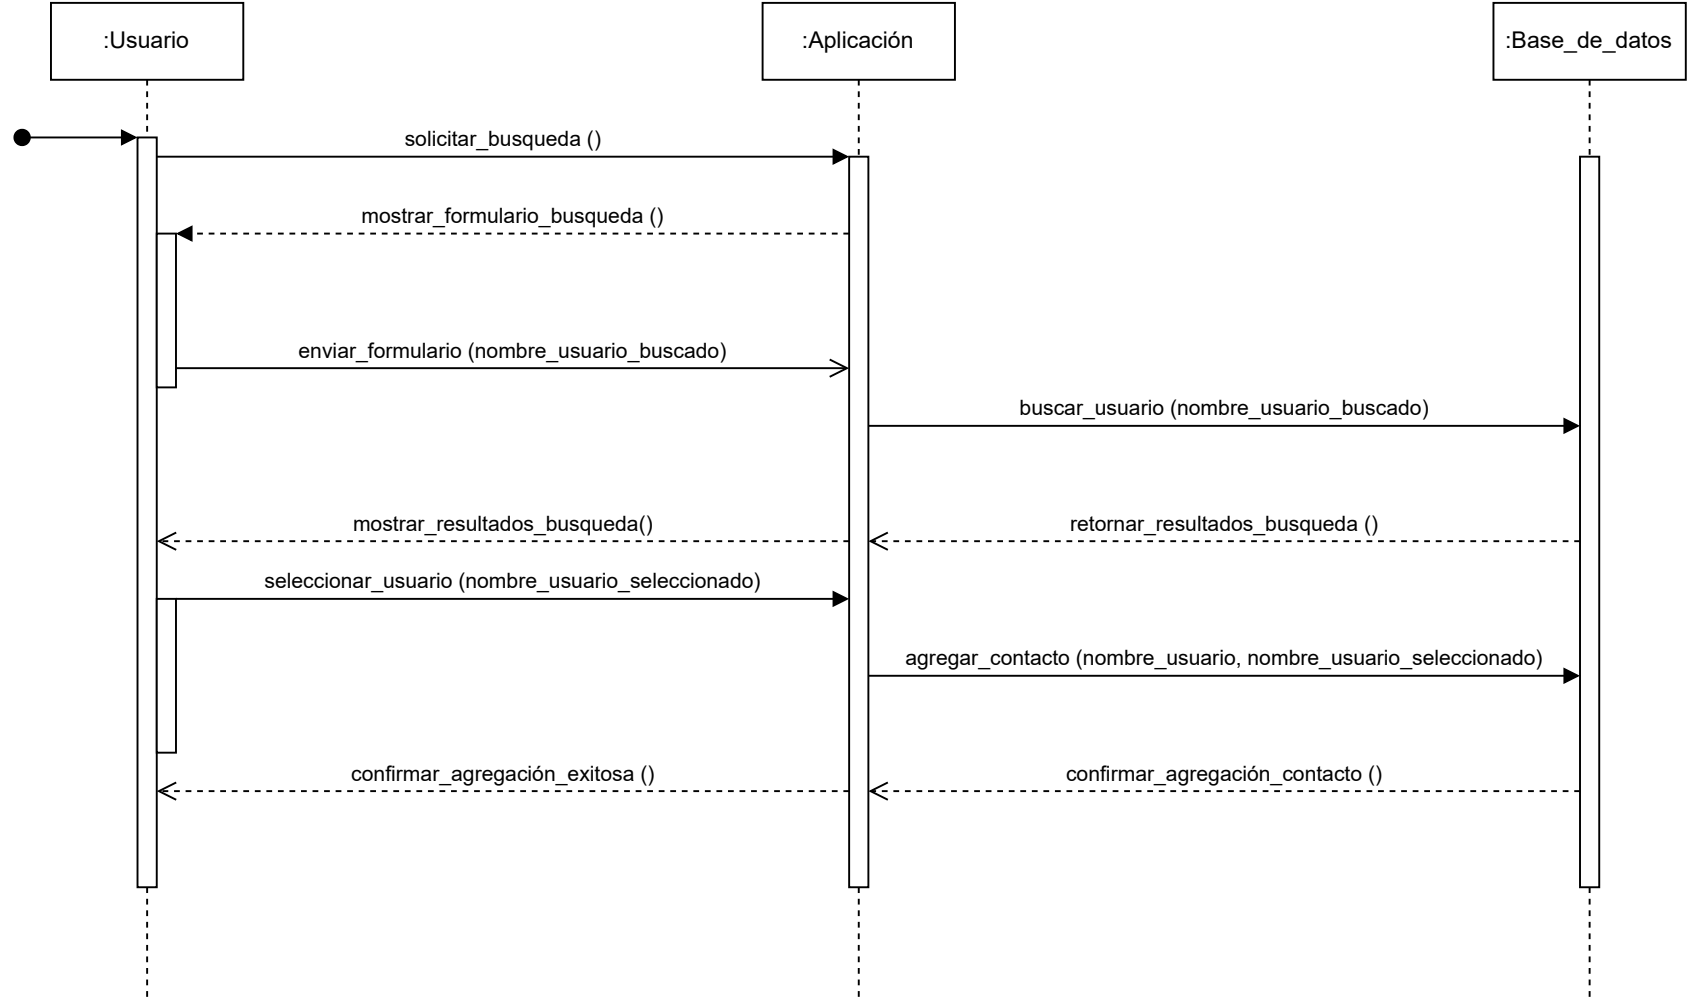 :Usuario
:Aplicación
:Base_de_datos
solicitar_busqueda ()
mostrar_formulario_busqueda ()
enviar_formulario (nombre_usuario_buscado)
buscar_usuario (nombre_usuario_buscado)
mostrar_resultados_busqueda()
retornar_resultados_busqueda ()
seleccionar_usuario (nombre_usuario_seleccionado)
agregar_contacto (nombre_usuario, nombre_usuario_seleccionado)
confirmar_agregación_exitosa ()
confirmar_agregación_contacto ()